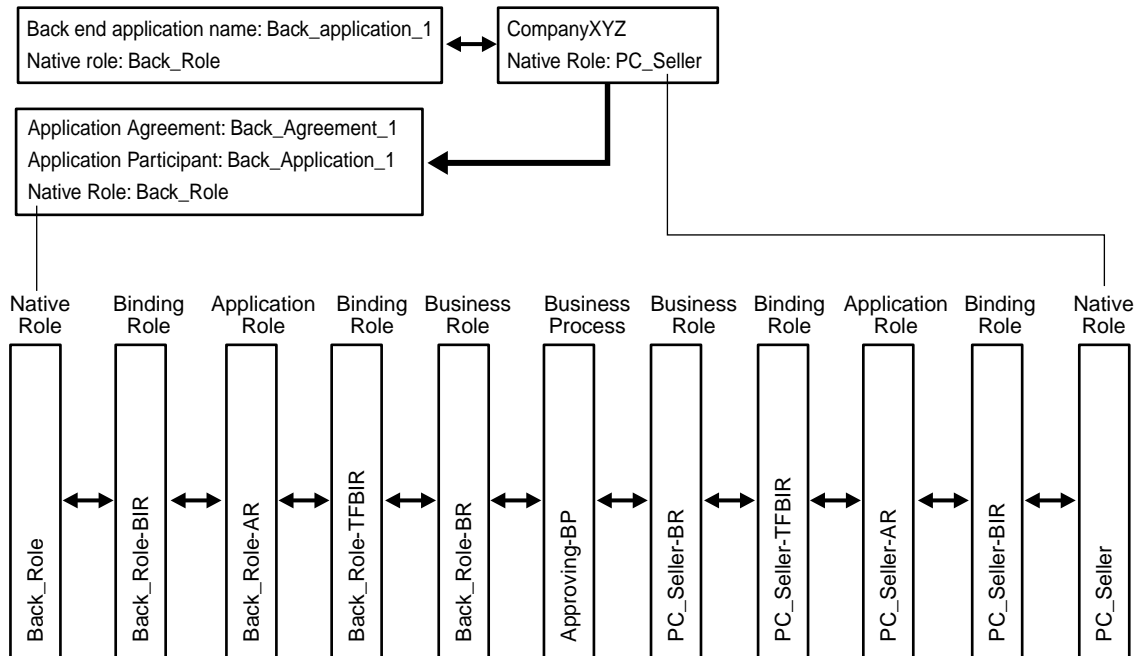 Back end application name: Back_application_1
Native role: Back_Role
CompanyXYZ
Native Role: PC_Seller
Application Agreement: Back_Agreement_1
Application Participant: Back_Application_1
Native Role: Back_Role
Native
Role
Binding
Role
Application
Role
Binding
Role
Business
Role
Business
Process
Business
Role
Binding
Role
Application
Role
Binding
Role
Native
Role
Back_Role
Back_Role-BIR
Back_Role-AR
Back_Role-TFBIR
Back_Role-BR
Approving-BP
PC_Seller-BR
PC_Seller-TFBIR
PC_Seller-AR
PC_Seller-BIR
PC_Seller